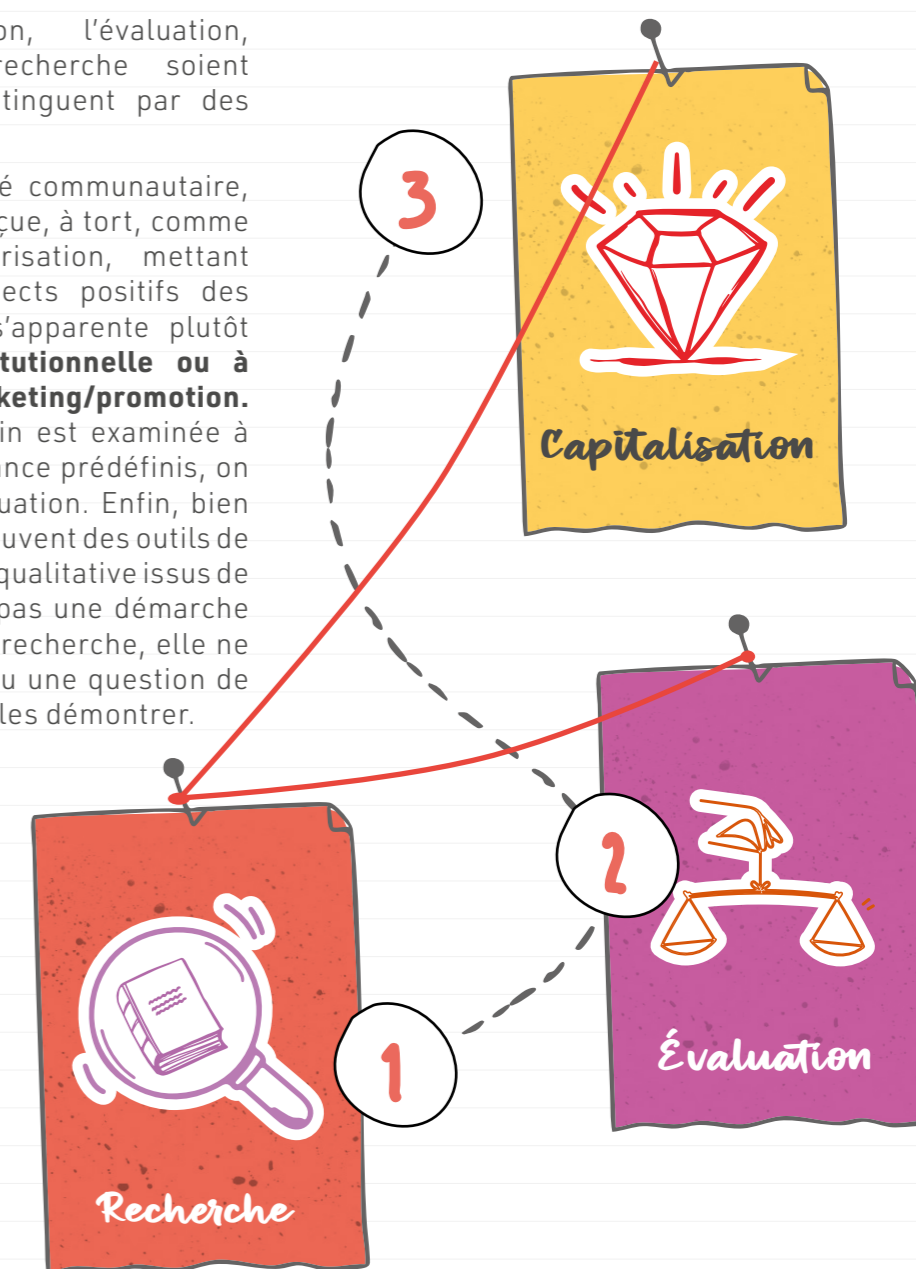 on, l'évaluation,
recherche soient
tinguent par des
é communautaire,
çue, à tort, comme
risation, mettant
ects positifs des
s'apparente plutôt
tutionnelle ou à
keting/promotion.
in est examinée à
ance prédéfinis, on
uation. Enfin, bien
uvent des outils de
qualitative issus de
pas une démarche
recherche, elle ne
u une question de
les démontrer.
3
Capitalisation
2
Évaluation
1
Recherche